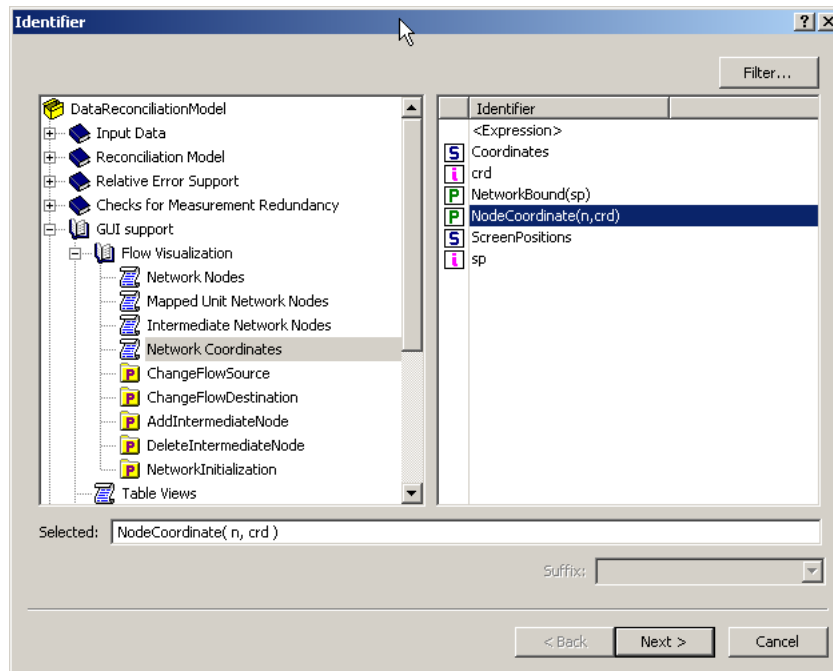 Identifier
Filter...
DataReconciliationModel
Input Data
Reconciliation Model
Relative Error Support
Checks for Measurement Redundancy
GUI support
Flow Visualization
Network Nodes
Mapped Unit Network Nodes
Intermediate Network Nodes
Network Coordinates
P ChangeFlowSource
P ChangeFlowDestination
P AddIntermediateNode
P DeleteIntermediateNode
P NetworkInitialization
Table Views
Identifier
<Expression>
S Coordinates
i crd
P NetworkBound(sp)
P NodeCoordinate(n,crd)
S ScreenPositions
i sp
Selected: NodeCoordinate( n, crd )
Suffix:
< Back Next > Cancel